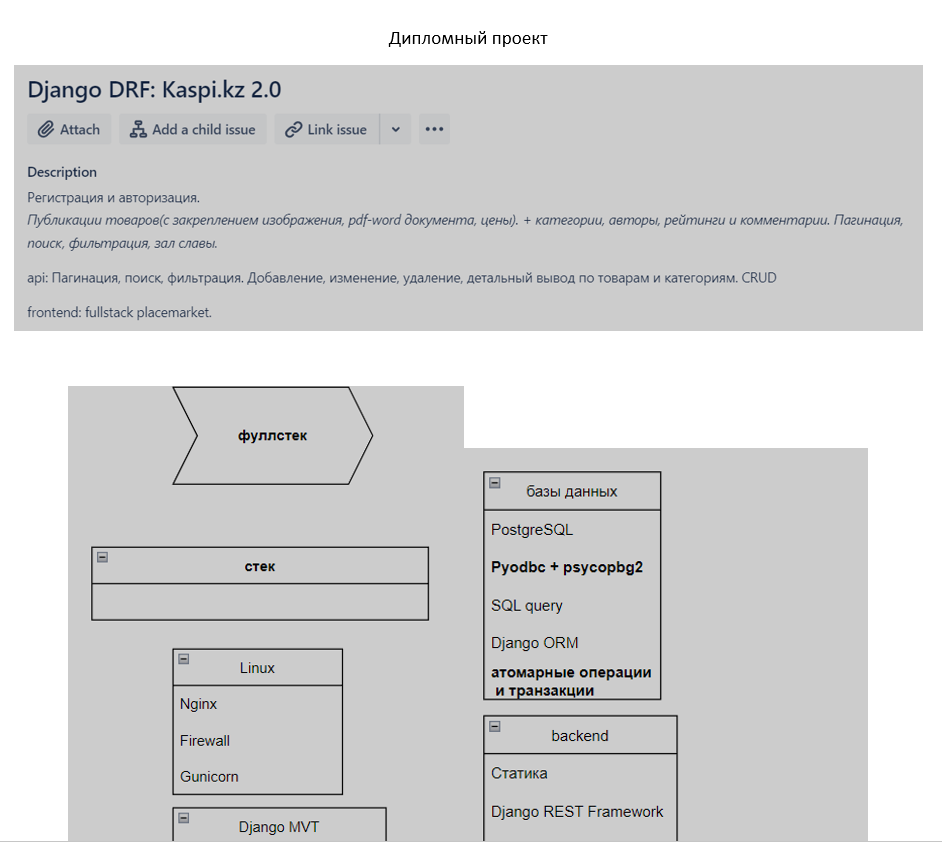 Дипломный проект
Django DRF: Kaspi.kz 2.0
Attach
Add a child issue
Link issue
Description
Регистрация и авторизация.
Публикации товаров(с закреплением изображения, pdf-word документа, цены). + категории, авторы, рейтинги и комментарии. Пагинация,
поиск, фильтрация, зал славы.
api: Пагинация, поиск, фильтрация. Добавление, изменение, удаление, детальный вывод по товарам и категориям. CRUD
frontend: fullstack placemarket.
фуллстек
стек
Linux
Nginx
Firewall
Gunicorn
Django MVT
базы данных
PostgreSQL
Pyodbc + psycopbg2
SQL query
Django ORM
атомарные операции
и транзакции
backend
Статика
Django REST Framework